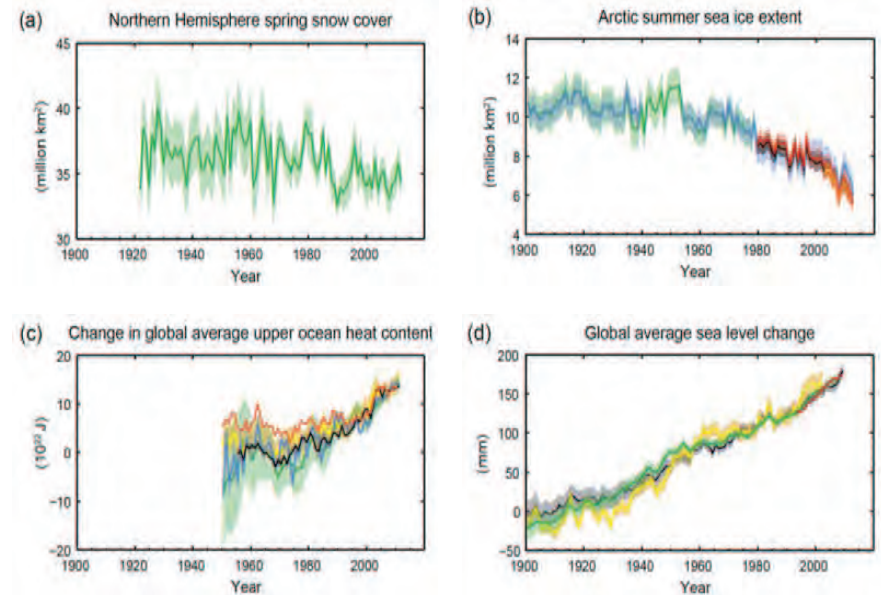 (a) Northern Hemisphere spring snow cover
45
40
35
30
(million km²)
1900 1920 1940 1960 1980 2000
Year
(b) Arctic summer sea ice extent
14
12
10
8
6
4
(million km²)
1900 1920 1940 1960 1980 2000
Year
(c) Change in global average upper ocean heat content
20
10
0
−10
−20
(10²² J)
1900 1920 1940 1960 1980 2000
Year
(d) Global average sea level change
200
150
100
50
0
−50
(mm)
1900 1920 1940 1960 1980 2000
Year